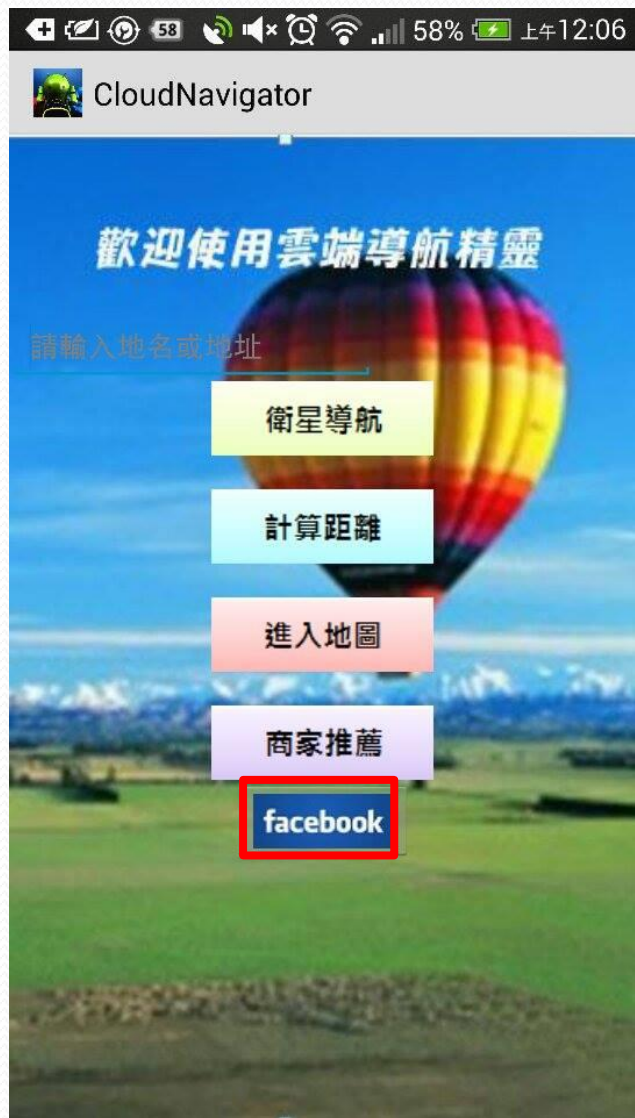 58
58% 上午12:06
CloudNavigator
歡迎使用雲端導航精靈
請輸入地名或地址
衛星導航
計算距離
進入地圖
商家推薦
facebook